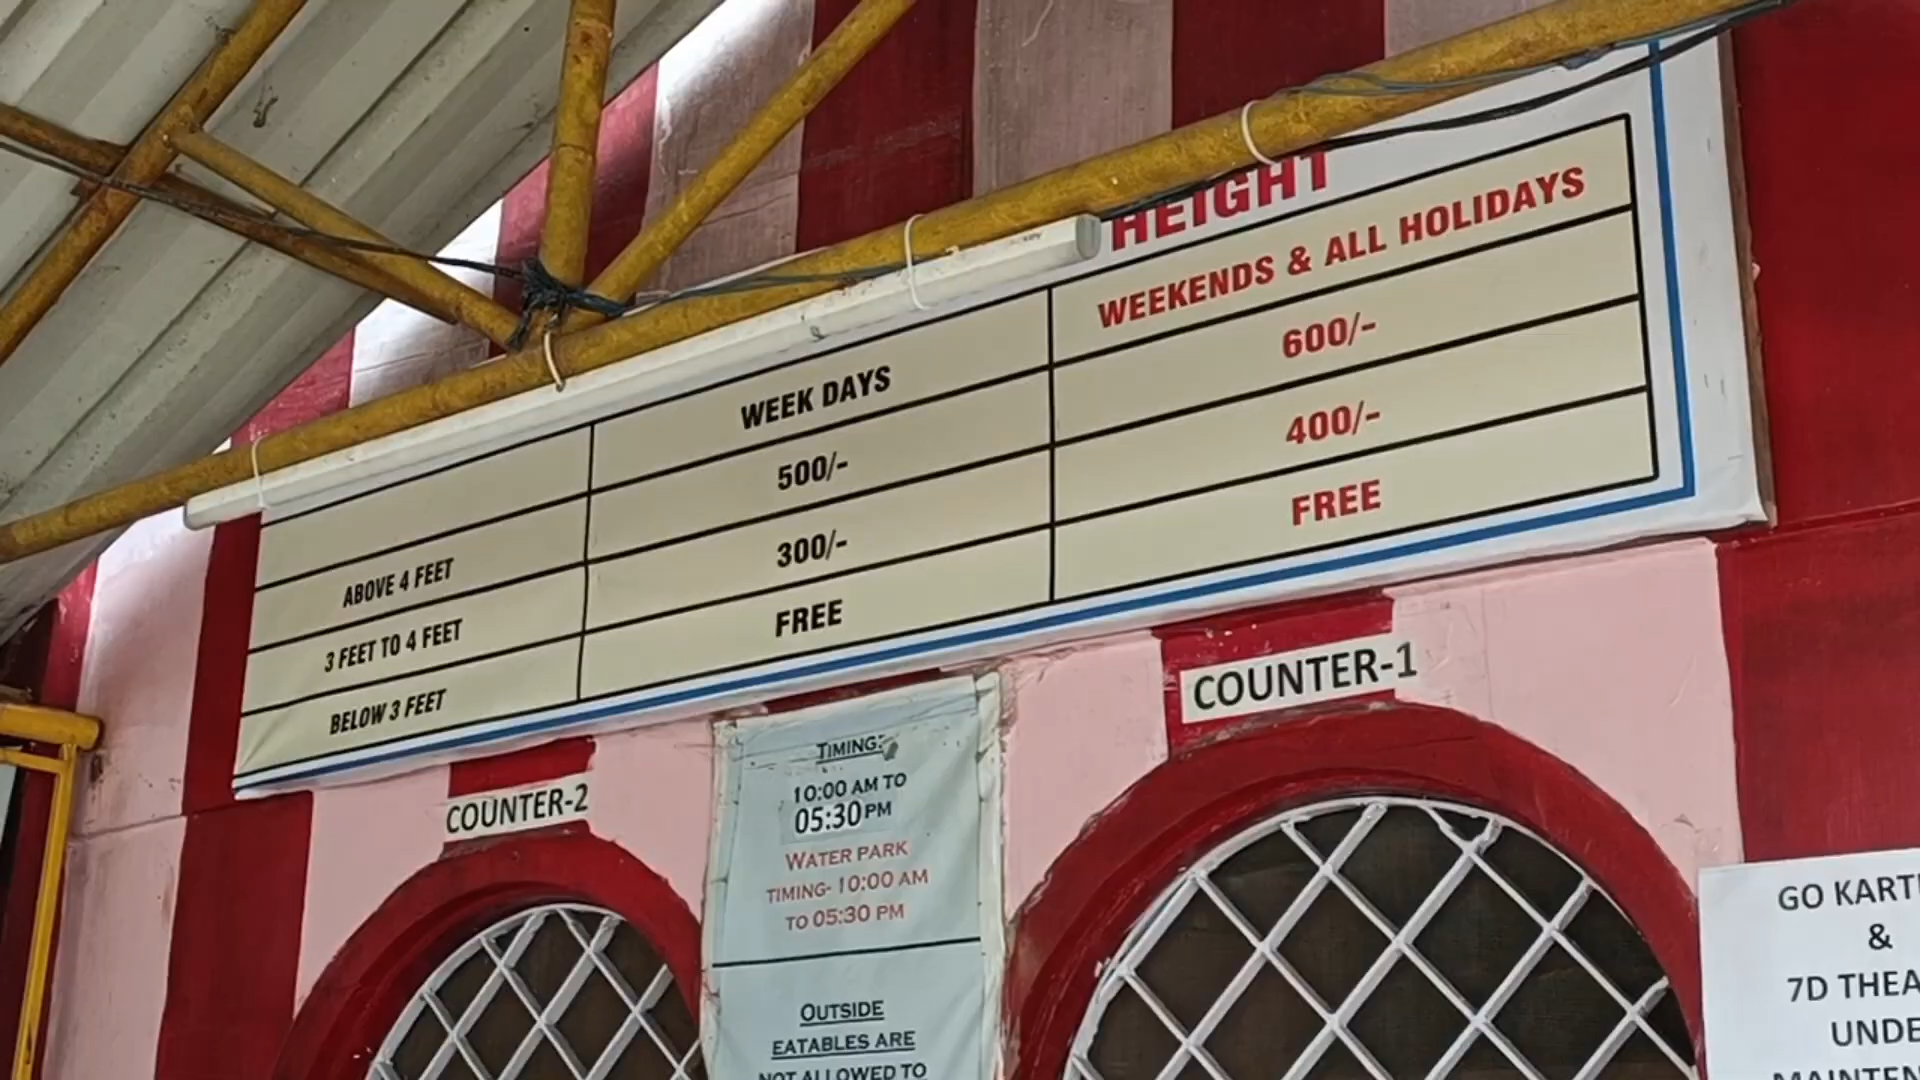 HEIGHT
WEEK DAYS WEEKENDS & ALL HOLIDAYS
ABOVE 4 FEET 500/- 600/-
3 FEET TO 4 FEET 300/- 400/-
BELOW 3 FEET FREE FREE
COUNTER-2
COUNTER-1
TIMING:
10:00 AM TO
05:30 PM
WATER PARK
TIMING- 10:00 AM
TO 05:30 PM
OUTSIDE
EATABLES ARE
NOT ALLOWED TO
GO KART
&
7D THEA
UNDE
MAINTEN